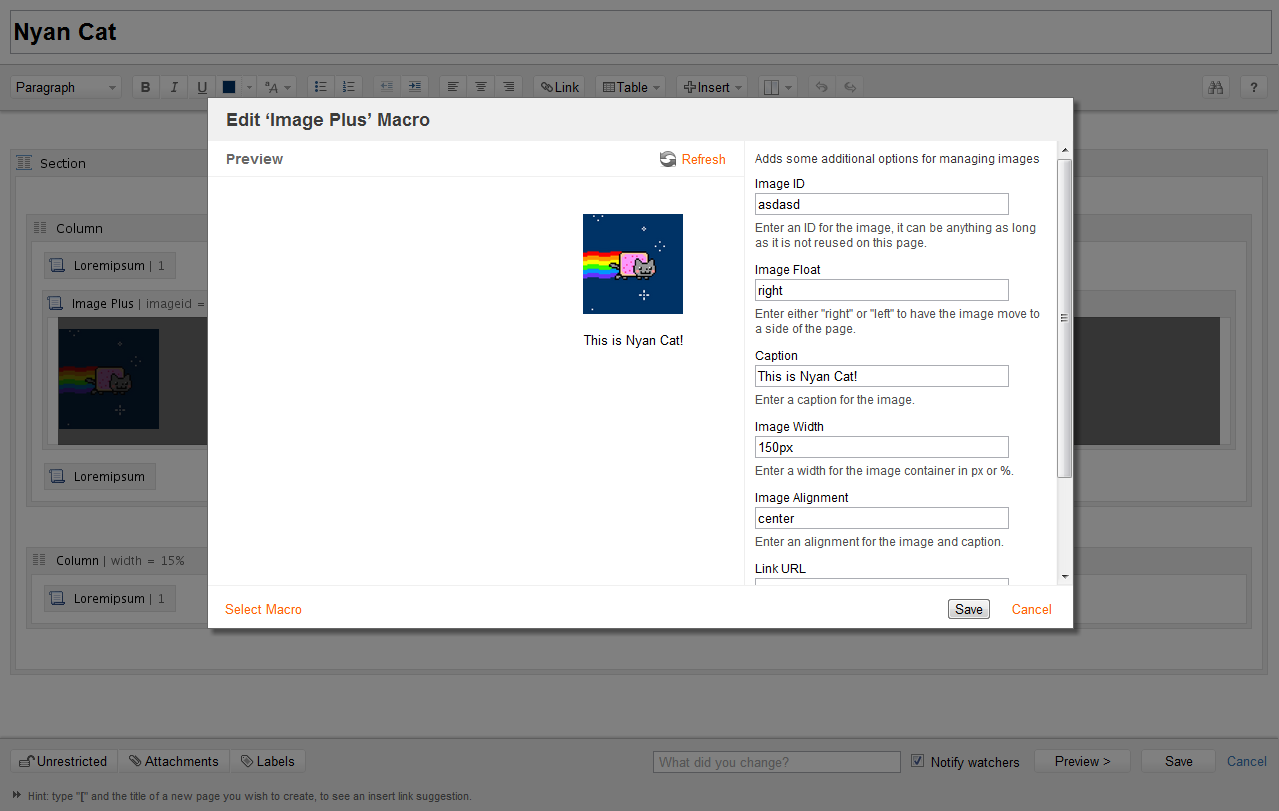 Nyan Cat
Paragraph B I U A Link Table Insert ?
Edit ‘Image Plus’ Macro
Preview Refresh
Adds some additional options for managing images
Image ID
asdasd
Enter an ID for the image, it can be anything as long
as it is not reused on this page.
Image Float
right
Enter either "right" or "left" to have the image move to
a side of the page.
Caption
This is Nyan Cat!
Enter a caption for the image.
Image Width
150px
Enter a width for the image container in px or %.
Image Alignment
center
Enter an alignment for the image and caption.
Link URL
This is Nyan Cat!
Select Macro Save Cancel
Section
Column
Loremipsum | 1
Image Plus | imageid =
Loremipsum
Column | width = 15%
Loremipsum | 1
Unrestricted Attachments Labels What did you change? Notify watchers Preview > Save Cancel
Hint: type "[" and the title of a new page you wish to create, to see an insert link suggestion.